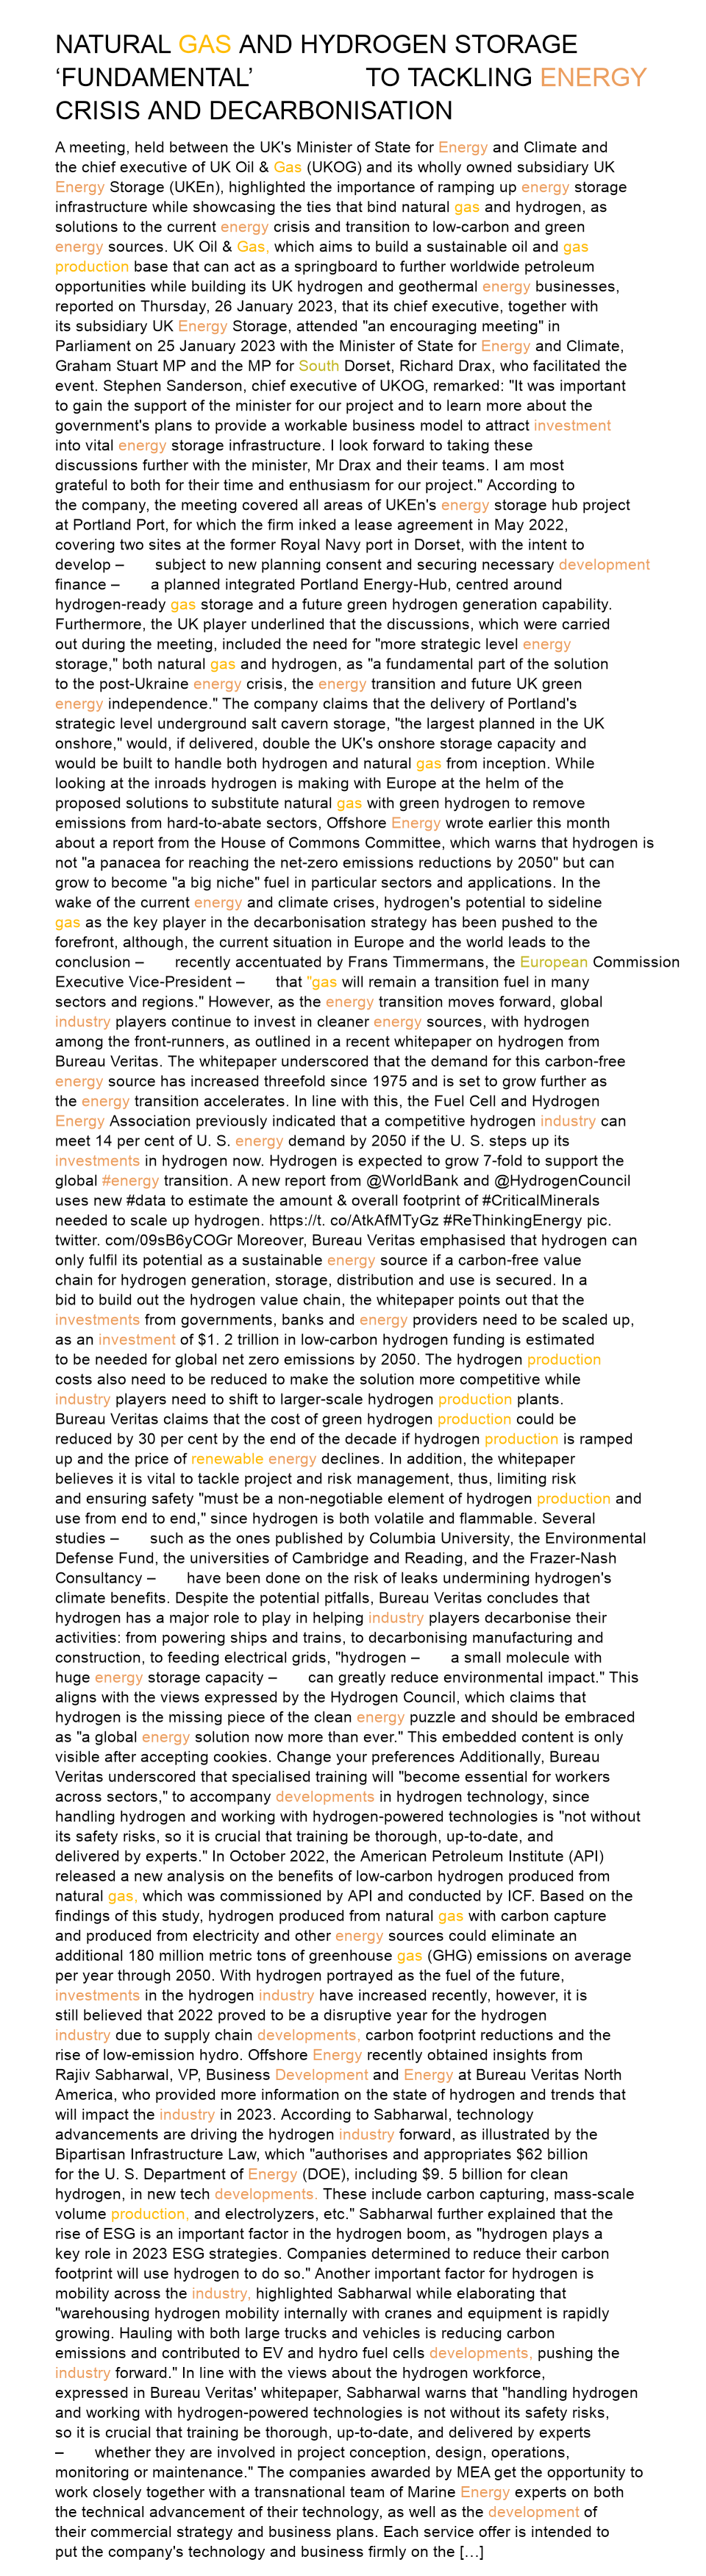 NATURAL GAS AND HYDROGEN STORAGE
‘FUNDAMENTAL’ TO TACKLING ENERGY
CRISIS AND DECARBONISATION
A meeting, held between the UK's Minister of State for Energy and Climate and
the chief executive of UK Oil & Gas (UKOG) and its wholly owned subsidiary UK
Energy Storage (UKEn), highlighted the importance of ramping up energy storage
infrastructure while showcasing the ties that bind natural gas and hydrogen, as
solutions to the current energy crisis and transition to low-carbon and green
energy sources. UK Oil & Gas, which aims to build a sustainable oil and gas
production base that can act as a springboard to further worldwide petroleum
opportunities while building its UK hydrogen and geothermal energy businesses,
reported on Thursday, 26 January 2023, that its chief executive, together with
its subsidiary UK Energy Storage, attended "an encouraging meeting" in
Parliament on 25 January 2023 with the Minister of State for Energy and Climate,
Graham Stuart MP and the MP for South Dorset, Richard Drax, who facilitated the
event. Stephen Sanderson, chief executive of UKOG, remarked: "It was important
to gain the support of the minister for our project and to learn more about the
government's plans to provide a workable business model to attract investment
into vital energy storage infrastructure. I look forward to taking these
discussions further with the minister, Mr Drax and their teams. I am most
grateful to both for their time and enthusiasm for our project." According to
the company, the meeting covered all areas of UKEn's energy storage hub project
at Portland Port, for which the firm inked a lease agreement in May 2022,
covering two sites at the former Royal Navy port in Dorset, with the intent to
develop – subject to new planning consent and securing necessary development
finance – a planned integrated Portland Energy-Hub, centred around
hydrogen-ready gas storage and a future green hydrogen generation capability.
Furthermore, the UK player underlined that the discussions, which were carried
out during the meeting, included the need for "more strategic level energy
storage," both natural gas and hydrogen, as "a fundamental part of the solution
to the post-Ukraine energy crisis, the energy transition and future UK green
energy independence." The company claims that the delivery of Portland's
strategic level underground salt cavern storage, "the largest planned in the UK
onshore," would, if delivered, double the UK's onshore storage capacity and
would be built to handle both hydrogen and natural gas from inception. While
looking at the inroads hydrogen is making with Europe at the helm of the
proposed solutions to substitute natural gas with green hydrogen to remove
emissions from hard-to-abate sectors, Offshore Energy wrote earlier this month
about a report from the House of Commons Committee, which warns that hydrogen is
not "a panacea for reaching the net-zero emissions reductions by 2050" but can
grow to become "a big niche" fuel in particular sectors and applications. In the
wake of the current energy and climate crises, hydrogen's potential to sideline
gas as the key player in the decarbonisation strategy has been pushed to the
forefront, although, the current situation in Europe and the world leads to the
conclusion – recently accentuated by Frans Timmermans, the European Commission
Executive Vice-President – that "gas will remain a transition fuel in many
sectors and regions." However, as the energy transition moves forward, global
industry players continue to invest in cleaner energy sources, with hydrogen
among the front-runners, as outlined in a recent whitepaper on hydrogen from
Bureau Veritas. The whitepaper underscored that the demand for this carbon-free
energy source has increased threefold since 1975 and is set to grow further as
the energy transition accelerates. In line with this, the Fuel Cell and Hydrogen
Energy Association previously indicated that a competitive hydrogen industry can
meet 14 per cent of U. S. energy demand by 2050 if the U. S. steps up its
investments in hydrogen now. Hydrogen is expected to grow 7-fold to support the
global #energy transition. A new report from @WorldBank and @HydrogenCouncil
uses new #data to estimate the amount & overall footprint of #CriticalMinerals
needed to scale up hydrogen. https://t. co/AtkAfMTyGz #ReThinkingEnergy pic.
twitter. com/09sB6yCOGr Moreover, Bureau Veritas emphasised that hydrogen can
only fulfil its potential as a sustainable energy source if a carbon-free value
chain for hydrogen generation, storage, distribution and use is secured. In a
bid to build out the hydrogen value chain, the whitepaper points out that the
investments from governments, banks and energy providers need to be scaled up,
as an investment of $1. 2 trillion in low-carbon hydrogen funding is estimated
to be needed for global net zero emissions by 2050. The hydrogen production
costs also need to be reduced to make the solution more competitive while
industry players need to shift to larger-scale hydrogen production plants.
Bureau Veritas claims that the cost of green hydrogen production could be
reduced by 30 per cent by the end of the decade if hydrogen production is ramped
up and the price of renewable energy declines. In addition, the whitepaper
believes it is vital to tackle project and risk management, thus, limiting risk
and ensuring safety "must be a non-negotiable element of hydrogen production and
use from end to end," since hydrogen is both volatile and flammable. Several
studies – such as the ones published by Columbia University, the Environmental
Defense Fund, the universities of Cambridge and Reading, and the Frazer-Nash
Consultancy – have been done on the risk of leaks undermining hydrogen's
climate benefits. Despite the potential pitfalls, Bureau Veritas concludes that
hydrogen has a major role to play in helping industry players decarbonise their
activities: from powering ships and trains, to decarbonising manufacturing and
construction, to feeding electrical grids, "hydrogen – a small molecule with
huge energy storage capacity – can greatly reduce environmental impact." This
aligns with the views expressed by the Hydrogen Council, which claims that
hydrogen is the missing piece of the clean energy puzzle and should be embraced
as "a global energy solution now more than ever." This embedded content is only
visible after accepting cookies. Change your preferences Additionally, Bureau
Veritas underscored that specialised training will "become essential for workers
across sectors," to accompany developments in hydrogen technology, since
handling hydrogen and working with hydrogen-powered technologies is "not without
its safety risks, so it is crucial that training be thorough, up-to-date, and
delivered by experts." In October 2022, the American Petroleum Institute (API)
released a new analysis on the benefits of low-carbon hydrogen produced from
natural gas, which was commissioned by API and conducted by ICF. Based on the
findings of this study, hydrogen produced from natural gas with carbon capture
and produced from electricity and other energy sources could eliminate an
additional 180 million metric tons of greenhouse gas (GHG) emissions on average
per year through 2050. With hydrogen portrayed as the fuel of the future,
investments in the hydrogen industry have increased recently, however, it is
still believed that 2022 proved to be a disruptive year for the hydrogen
industry due to supply chain developments, carbon footprint reductions and the
rise of low-emission hydro. Offshore Energy recently obtained insights from
Rajiv Sabharwal, VP, Business Development and Energy at Bureau Veritas North
America, who provided more information on the state of hydrogen and trends that
will impact the industry in 2023. According to Sabharwal, technology
advancements are driving the hydrogen industry forward, as illustrated by the
Bipartisan Infrastructure Law, which "authorises and appropriates $62 billion
for the U. S. Department of Energy (DOE), including $9. 5 billion for clean
hydrogen, in new tech developments. These include carbon capturing, mass-scale
volume production, and electrolyzers, etc." Sabharwal further explained that the
rise of ESG is an important factor in the hydrogen boom, as "hydrogen plays a
key role in 2023 ESG strategies. Companies determined to reduce their carbon
footprint will use hydrogen to do so." Another important factor for hydrogen is
mobility across the industry, highlighted Sabharwal while elaborating that
"warehousing hydrogen mobility internally with cranes and equipment is rapidly
growing. Hauling with both large trucks and vehicles is reducing carbon
emissions and contributed to EV and hydro fuel cells developments, pushing the
industry forward." In line with the views about the hydrogen workforce,
expressed in Bureau Veritas' whitepaper, Sabharwal warns that "handling hydrogen
and working with hydrogen-powered technologies is not without its safety risks,
so it is crucial that training be thorough, up-to-date, and delivered by experts
– whether they are involved in project conception, design, operations,
monitoring or maintenance." The companies awarded by MEA get the opportunity to
work closely together with a transnational team of Marine Energy experts on both
the technical advancement of their technology, as well as the development of
their commercial strategy and business plans. Each service offer is intended to
put the company's technology and business firmly on the […]